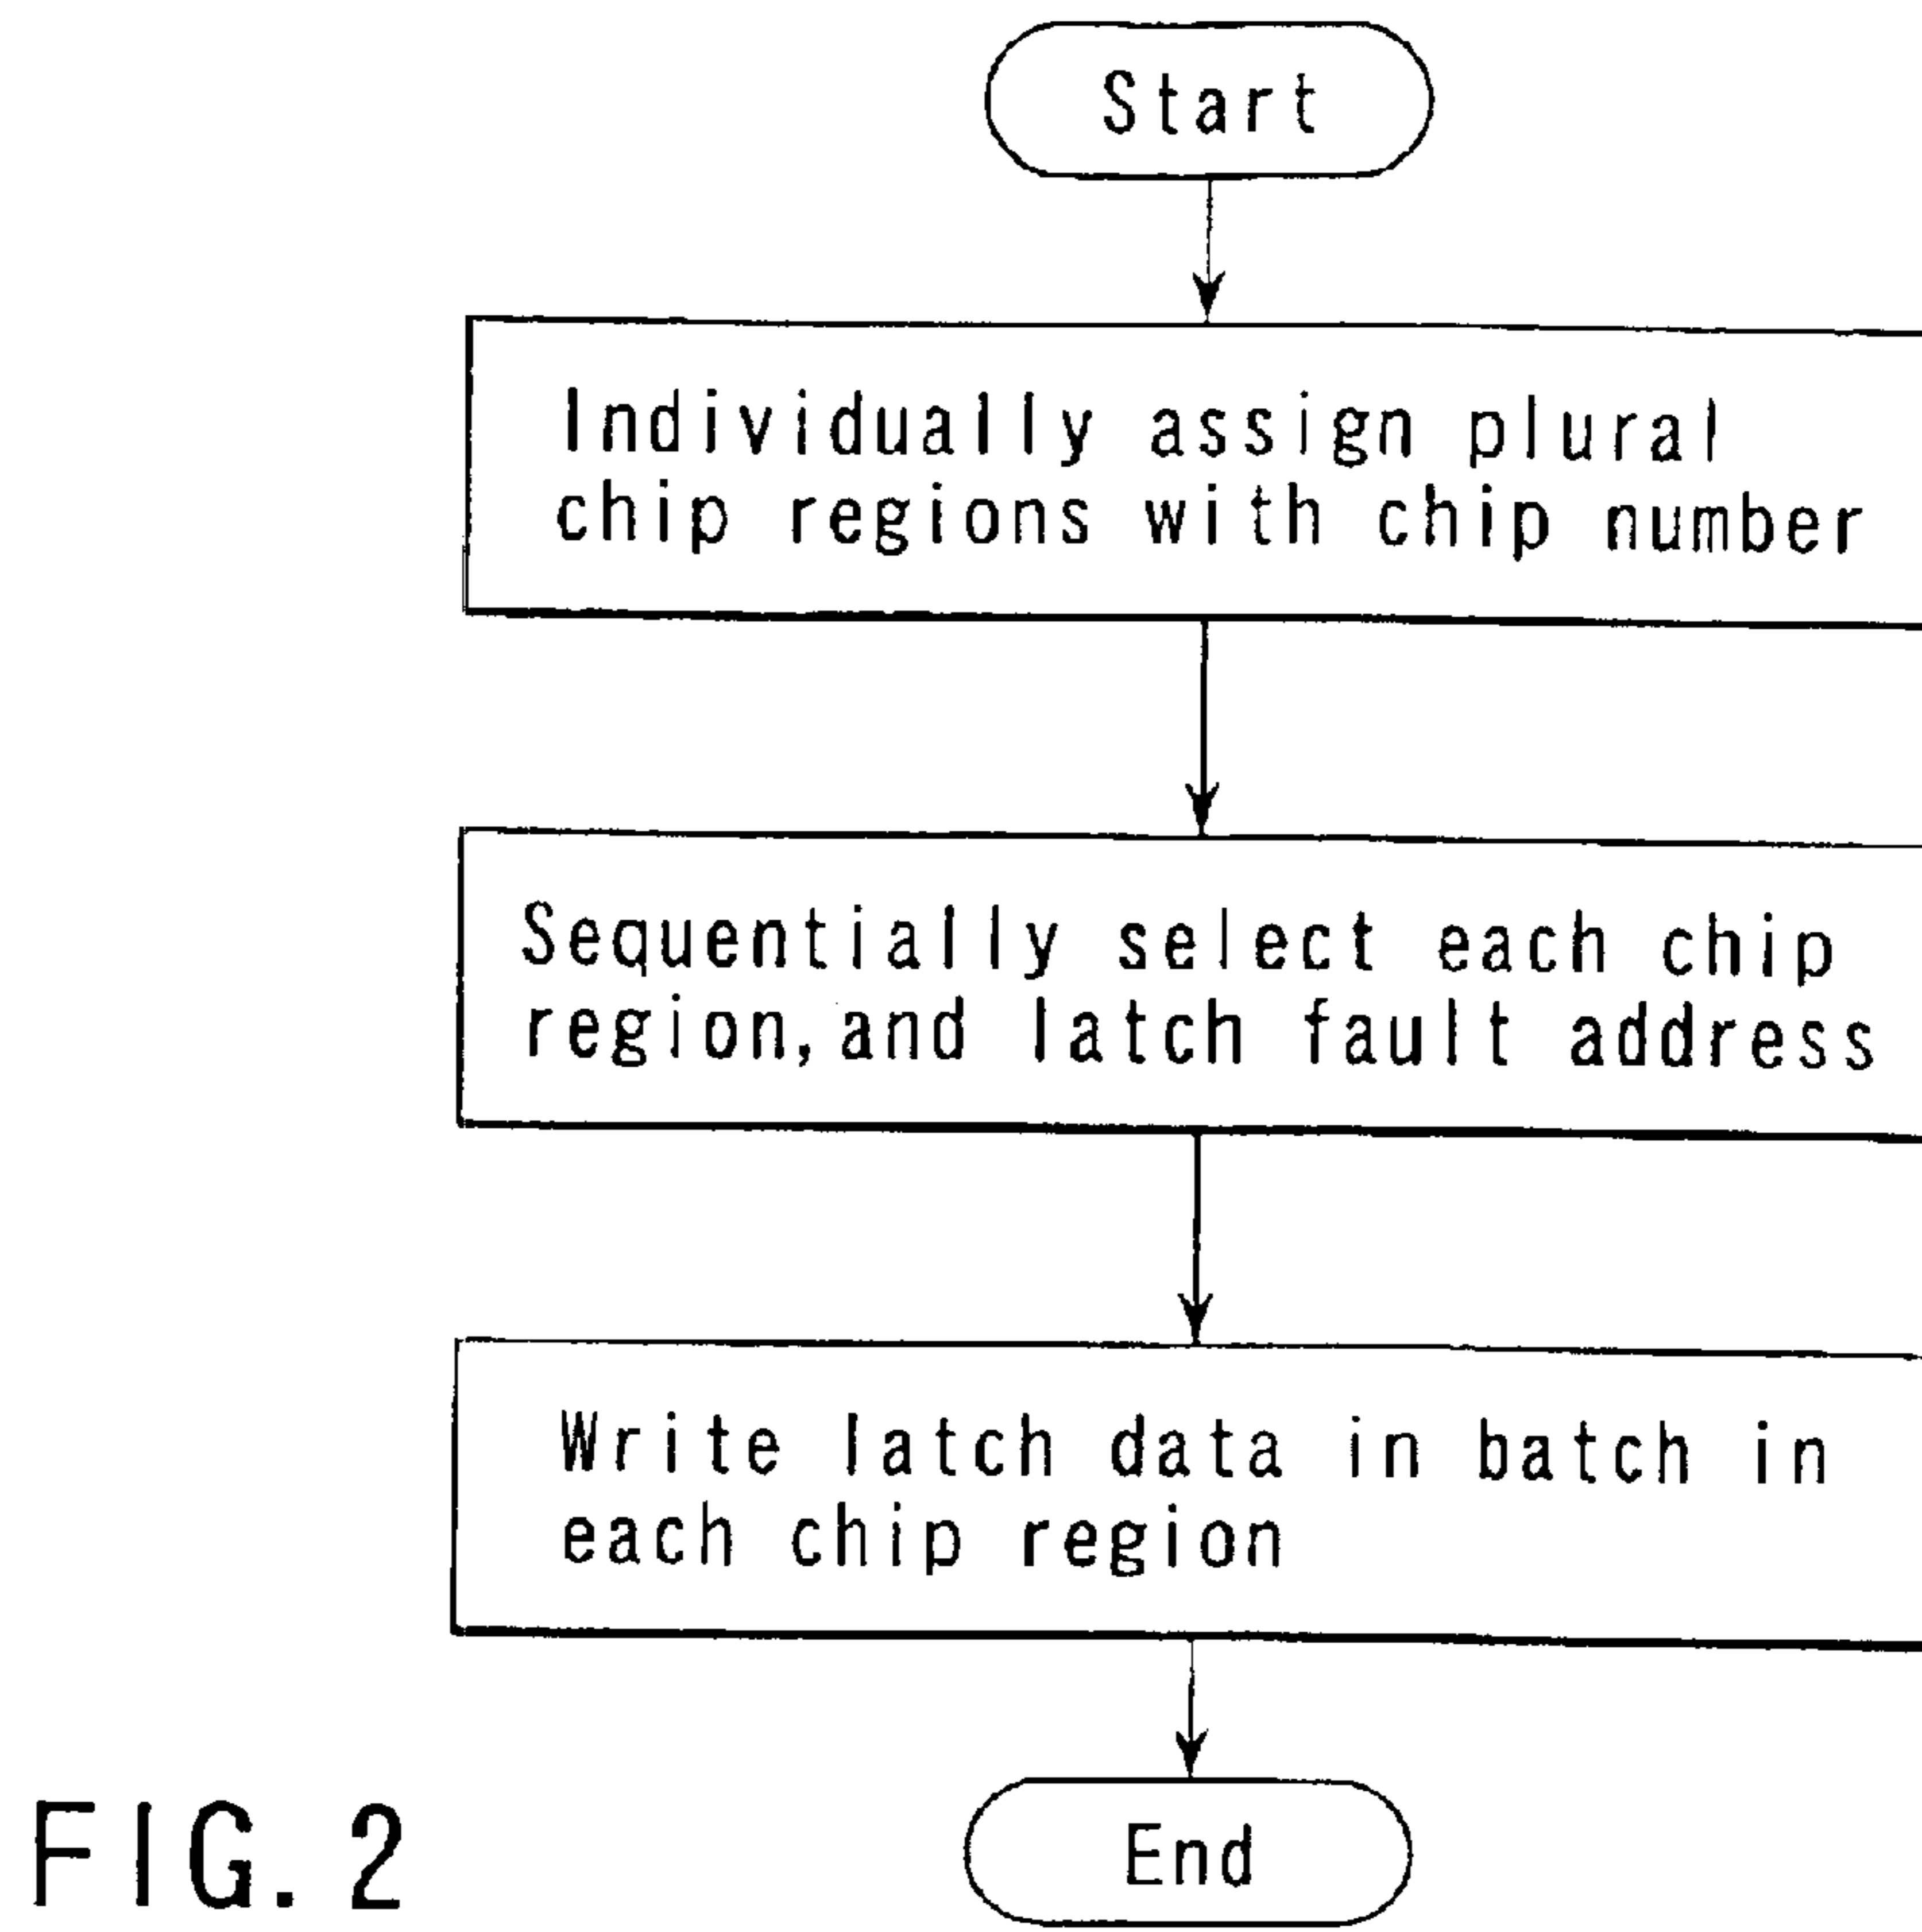 Start
Individually assign plural
chip regions with chip number
Sequentially select each chip
region, and latch fault address
Write latch data in batch in
each chip region
End
FIG. 2